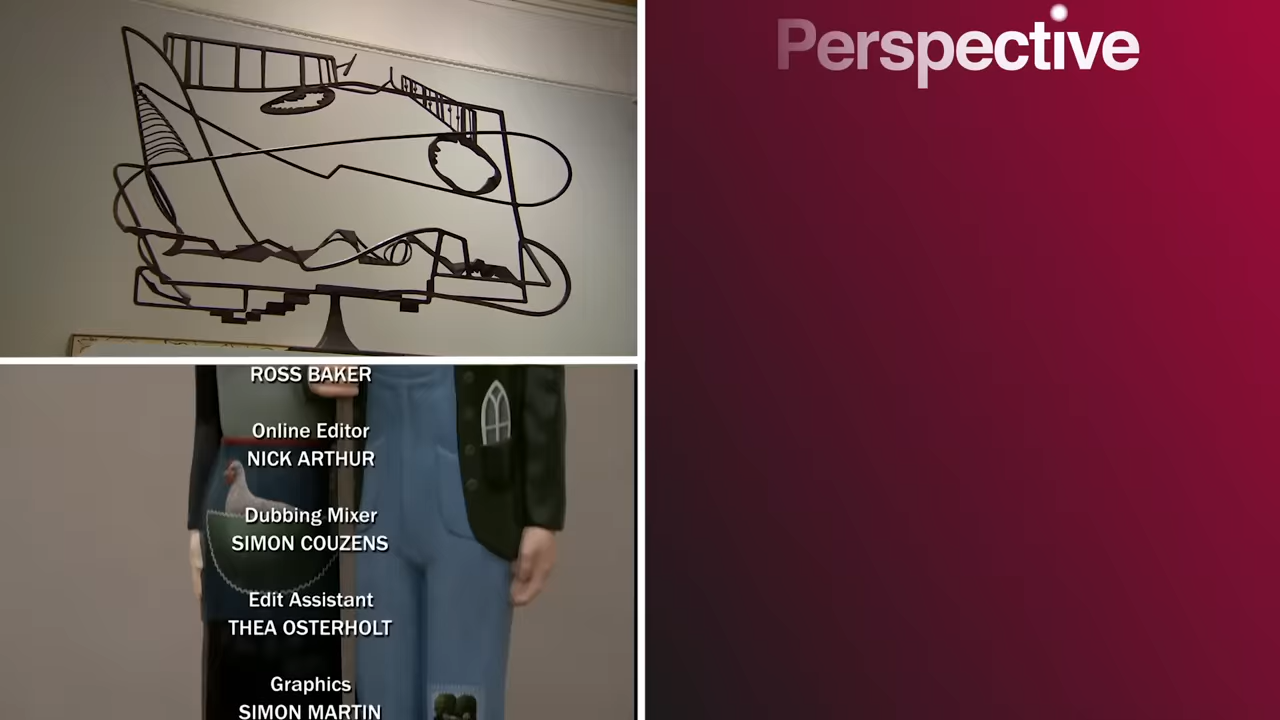 Perspective
ROSS BAKER
Online Editor
NICK ARTHUR
Dubbing Mixer
SIMON COUZENS
Edit Assistant
THEA OSTERHOLT
Graphics
SIMON MARTIN